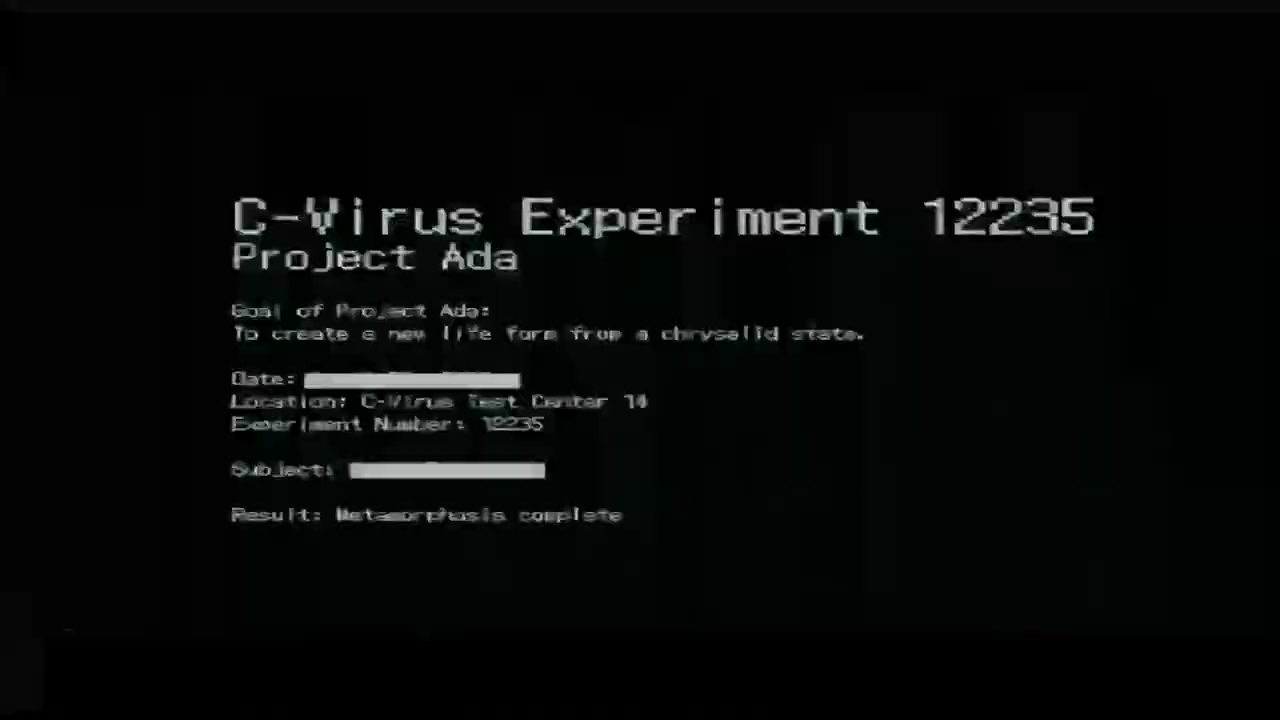 C-Virus Experiment 12235
Project Ada
Goal of Project Ada:
To create a new life form from a chrysalid state.
Date:
Location: C-Virus Test Center 14
Experiment Number: 12235
Subject:
Result: Metamorphosis complete